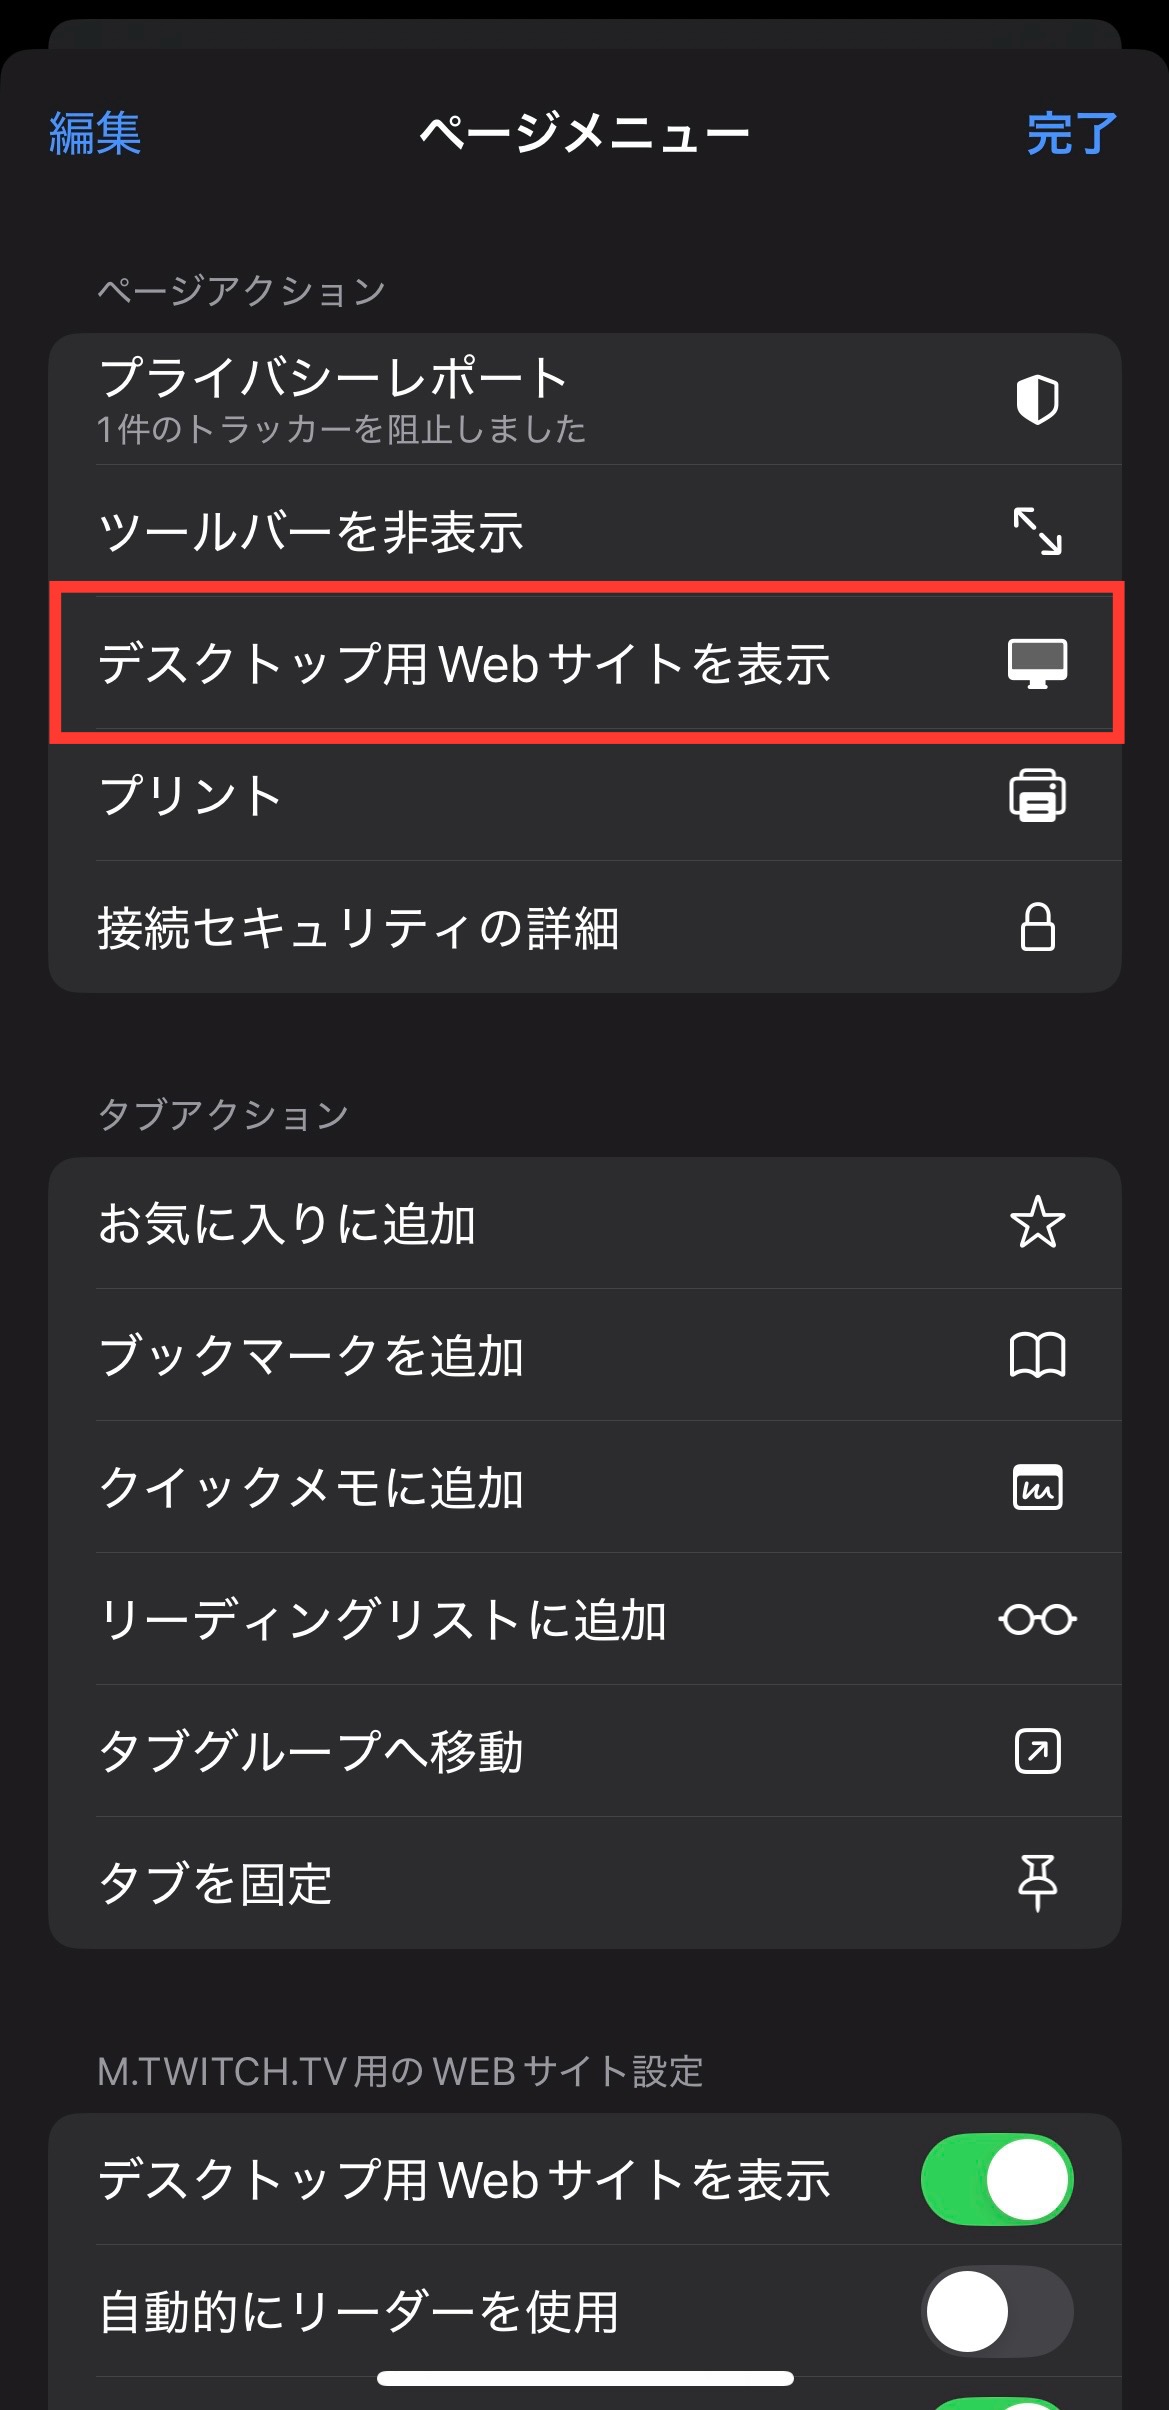 編集
ページメニュー
完了
ページアクション
プライバシーレポート
1件のトラッカーを阻止しました
ツールバーを非表示
デスクトップ用Webサイトを表示
プリント
接続セキュリティの詳細
タブアクション
お気に入りに追加
ブックマークを追加
クイックメモに追加
リーディングリストに追加
タブグループへ移動
タブを固定
M.TWITCH.TV用のWEBサイト設定
デスクトップ用Webサイトを表示
自動的にリーダーを使用